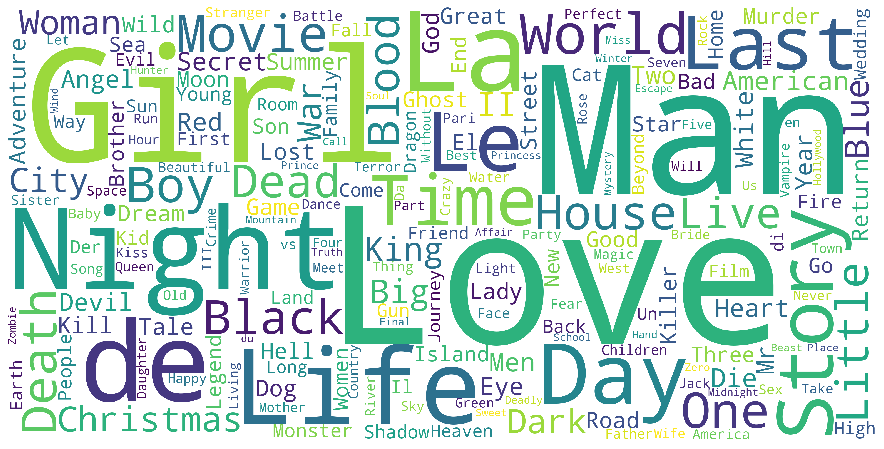 Woman
Wild
Movie
Stranger
Battle
Great
Perfect
Wedding
Let
Sea
Evil
Secret
Fall
God
End
Home
Murder
Rock
Miss
Last
Adventure
Girl
Blood
La
World
Man
Hunter
Angel
Moon
Summer
Ghost
II
Street
Two
Bad
American
Seven
Hill
Winter
Young
Room
War
Family
Soul
Way
Sun
Run
Red
Son
Dragon
Without
Pari
El
Cat
Rose
Escape
Blue
Wind
Hour
Call
First
Best
Princess
Star
White
Five
en
Brother
Lost
Le
Year
City
Beautiful
Prince
Terror
Beyond
Will
Us
Vampire
Hollywood
Sister
Space
Boy
Dead
Come
Time
Da
Crazy
Water
Mystery
Fire
Return
Baby
Dream
Game
Dance
Part
House
Live
Mountain
Night
Love
Story
Kid
Der
Kiss
Crime
vs
Four
Friend
Affair
Party
Good
Bride
Town
Go
Song
Queen
III
Truth
King
Thing
Light
Magic
West
di
Warrior
Meet
Big
Lady
New
Film
Never
Old
Devil
Land
Gun
Final
Journey
Face
Fear
Un
Killer
Heart
Little
Zombie
Death
Kill
Tale
Black
Back
School
Hand
Mr
Earth
People
de
Legend
Hell
Long
Life
Island
Men
Day
Children
Three
Die
Beast
Place
One
Daughter
Happy
Living
Women
Country
Il
Eye
Green
Deadly
Zero
Jack
Sex
Take
Christmas
Dog
Mother
River
Sky
Sweet
Dark
Road
Midnight
High
Monster
Shadow
Heaven
Father
Wife
America